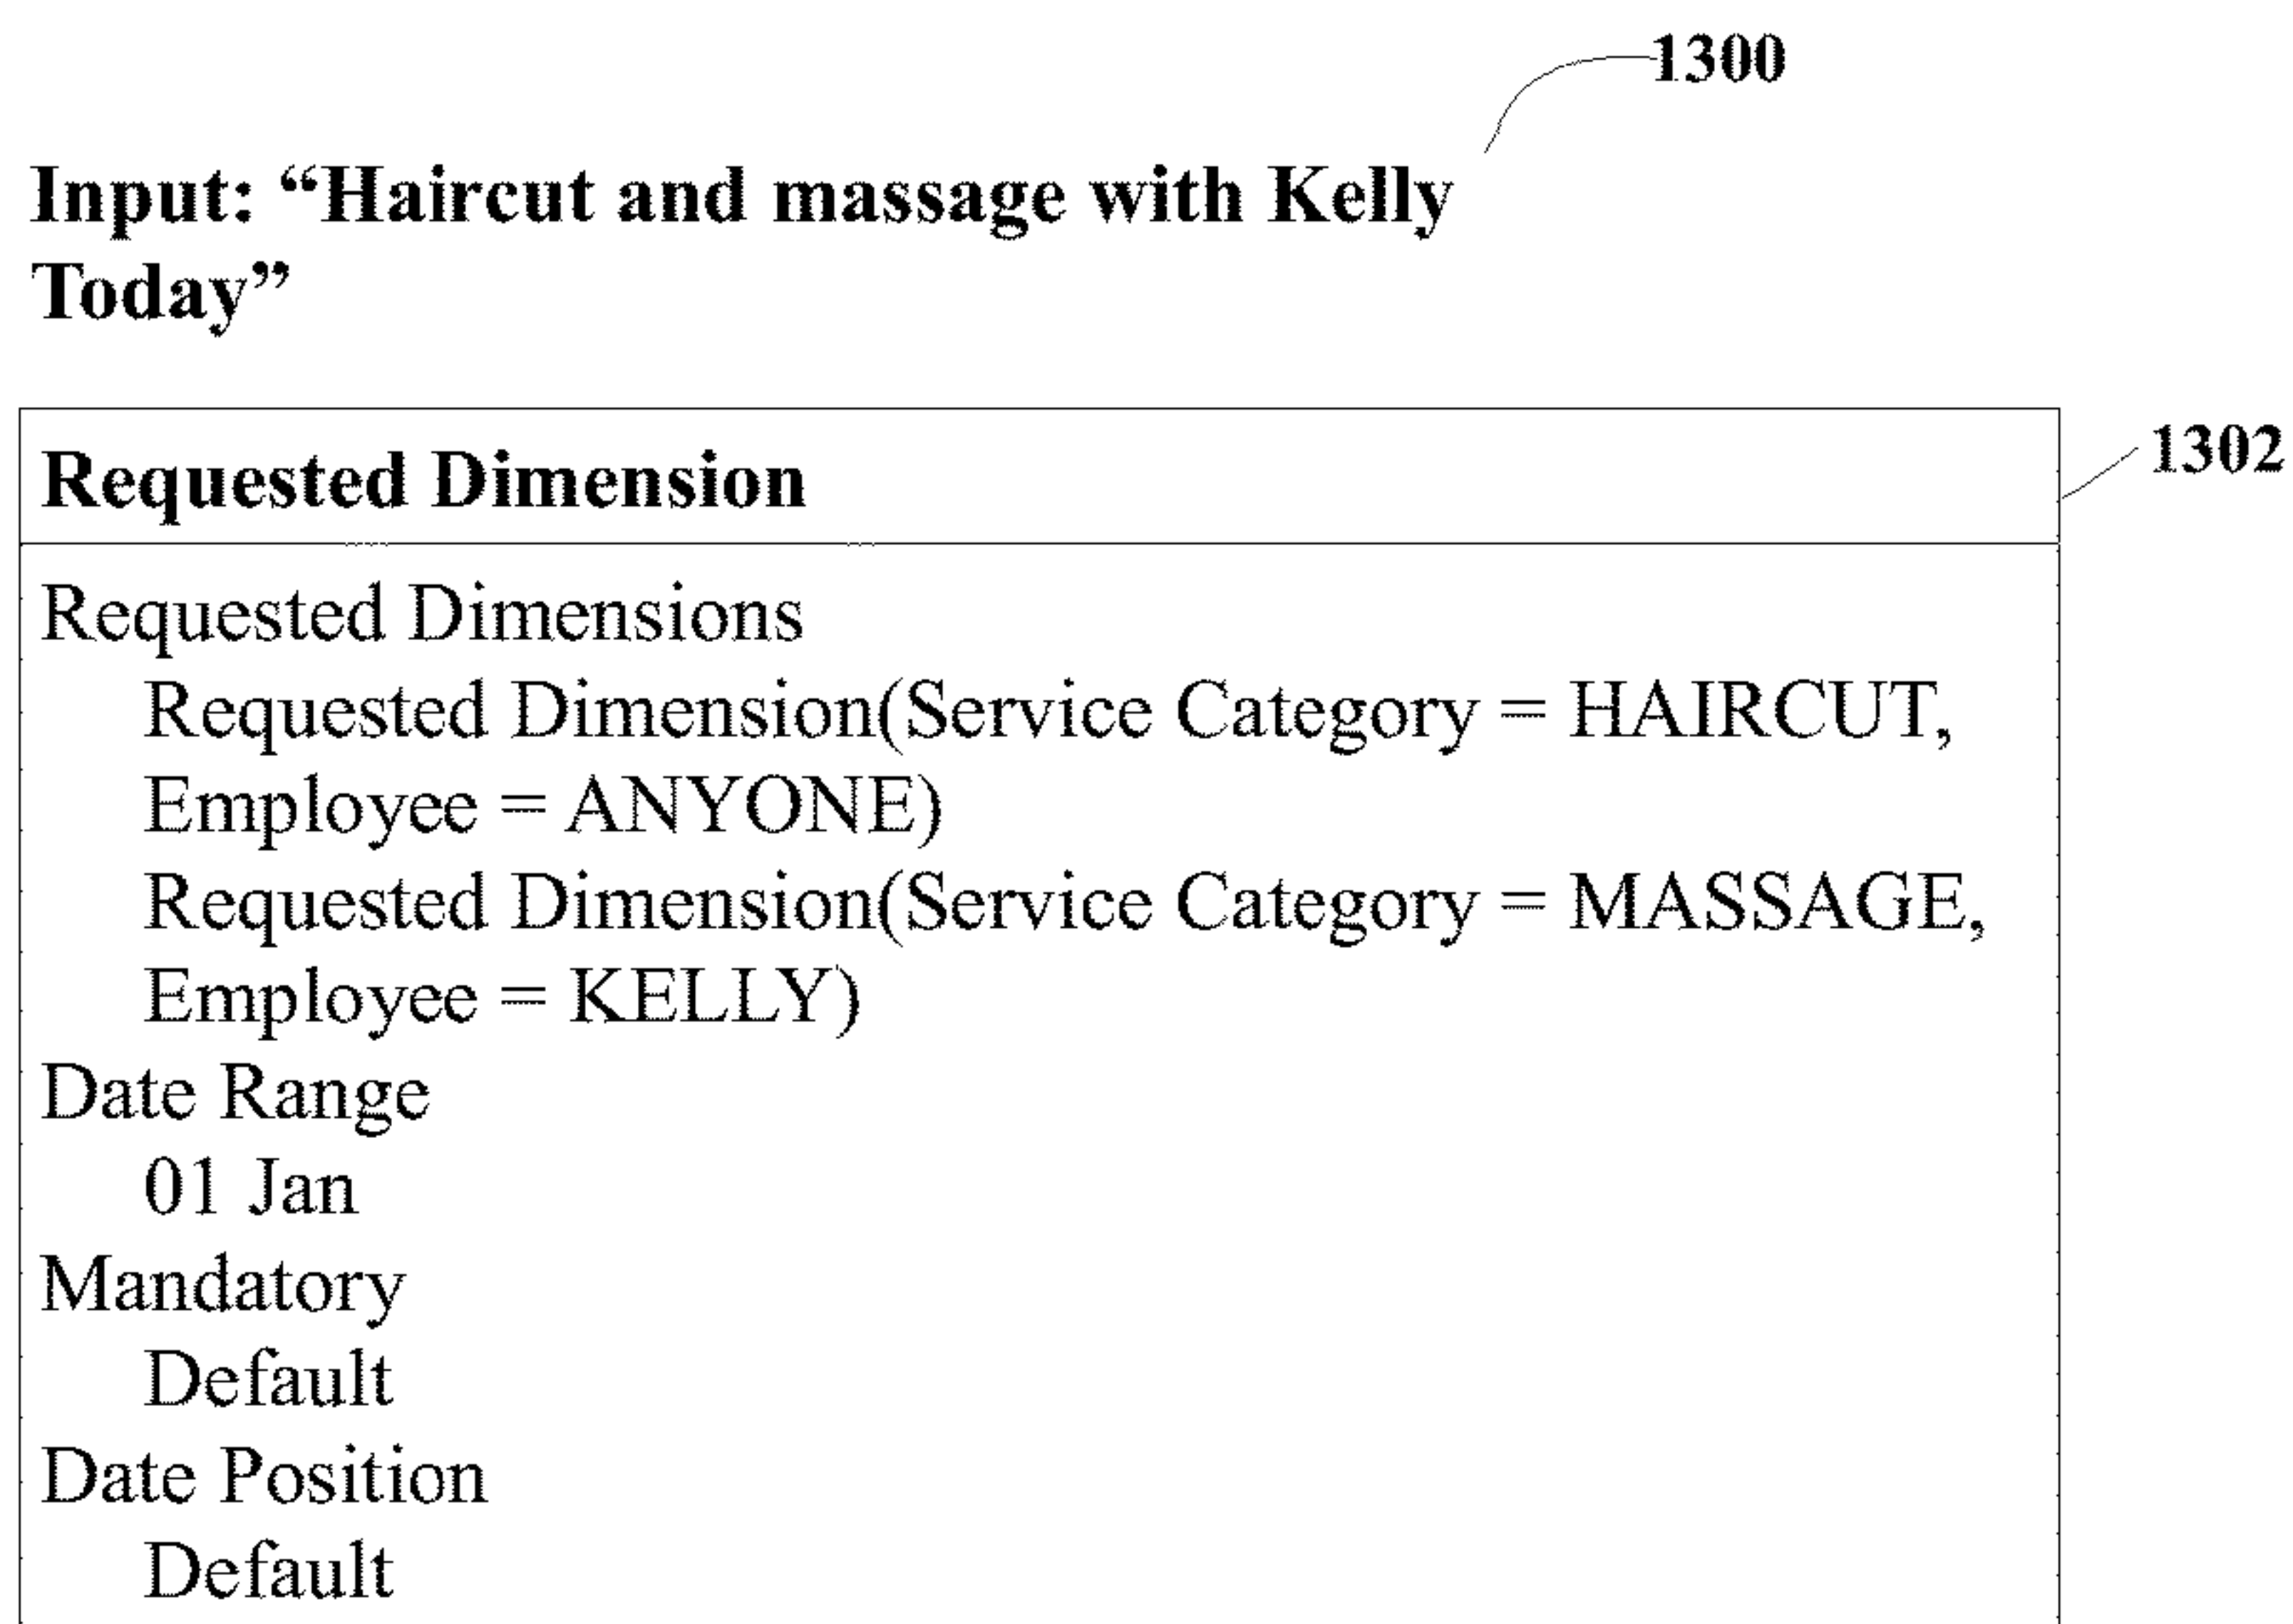 1300
Input: “Haircut and massage with Kelly
Today”
Requested Dimension
1302
Requested Dimensions
Requested Dimension(Service Category = HAIRCUT,
Employee = ANYONE)
Requested Dimension(Service Category = MASSAGE,
Employee = KELLY)
Date Range
01 Jan
Mandatory
Default
Date Position
Default